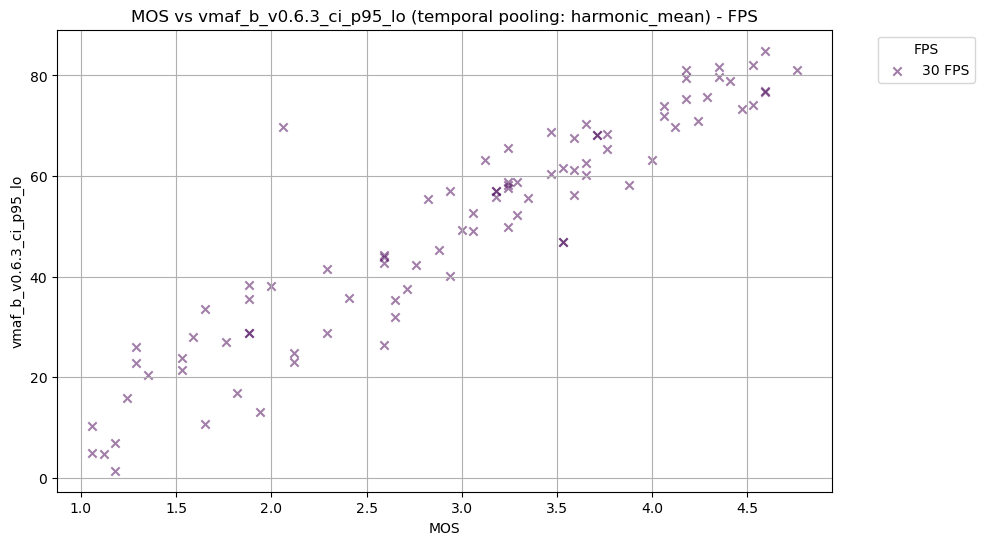 MOS vs vmaf_b_v0.6.3_ci_p95_lo (temporal pooling: harmonic_mean) - FPS
FPS
30 FPS
vmaf_b_v0.6.3_ci_p95_lo
80
60
40
20
0
1.0 1.5 2.0 2.5 3.0 3.5 4.0 4.5
MOS